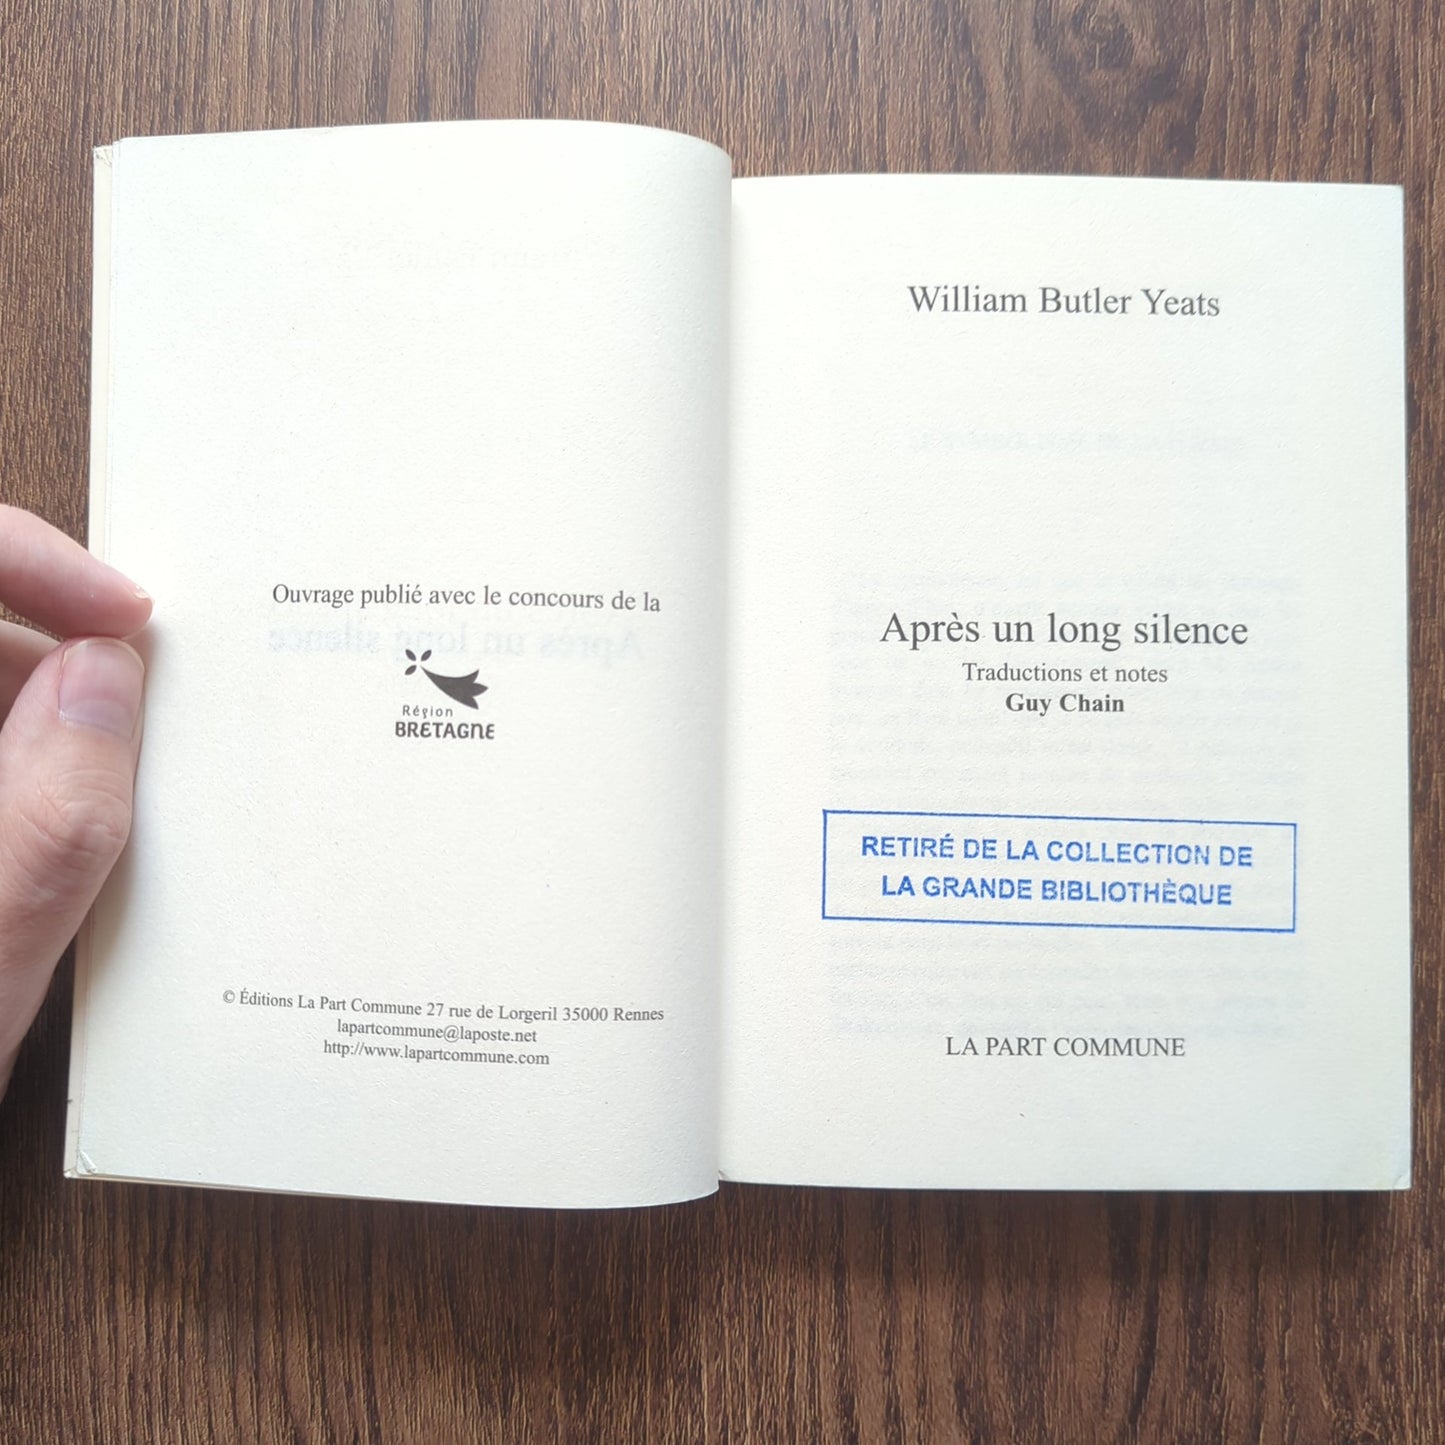 Ouvrage publié avec le concours de la
Région
BRETAGNE
© Éditions La Part Commune 27 rue de Lorgeril 35000 Rennes
lapartcommune@laposte.net
http://www.lapartcommune.com
William Butler Yeats
Après un long silence
Traductions et notes
Guy Chain
RETIRÉ DE LA COLLECTION DE
LA GRANDE BIBLIOTHÈQUE
LA PART COMMUNE